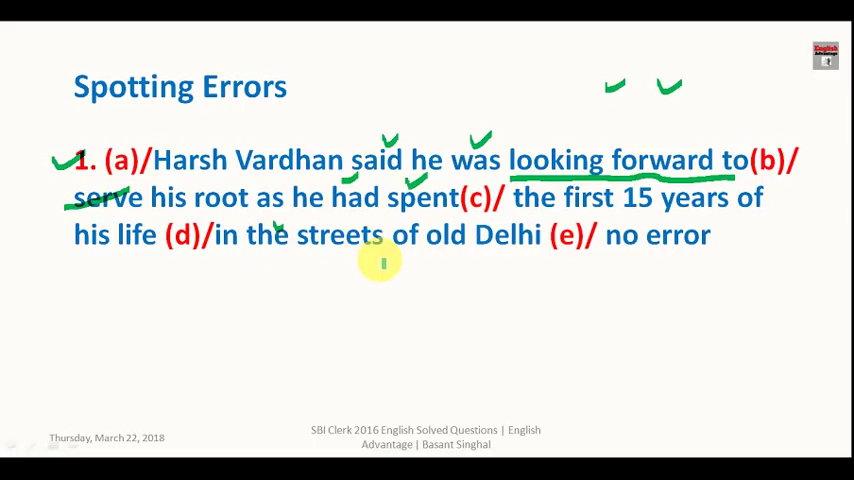 English
Advantage
Spotting Errors
1. (a)/Harsh Vardhan said he was looking forward to(b)/
serve his root as he had spent(c)/ the first 15 years of
his life (d)/in the streets of old Delhi (e)/ no error
Thursday, March 22, 2018
SBI Clerk 2016 English Solved Questions | English
Advantage | Basant Singhal